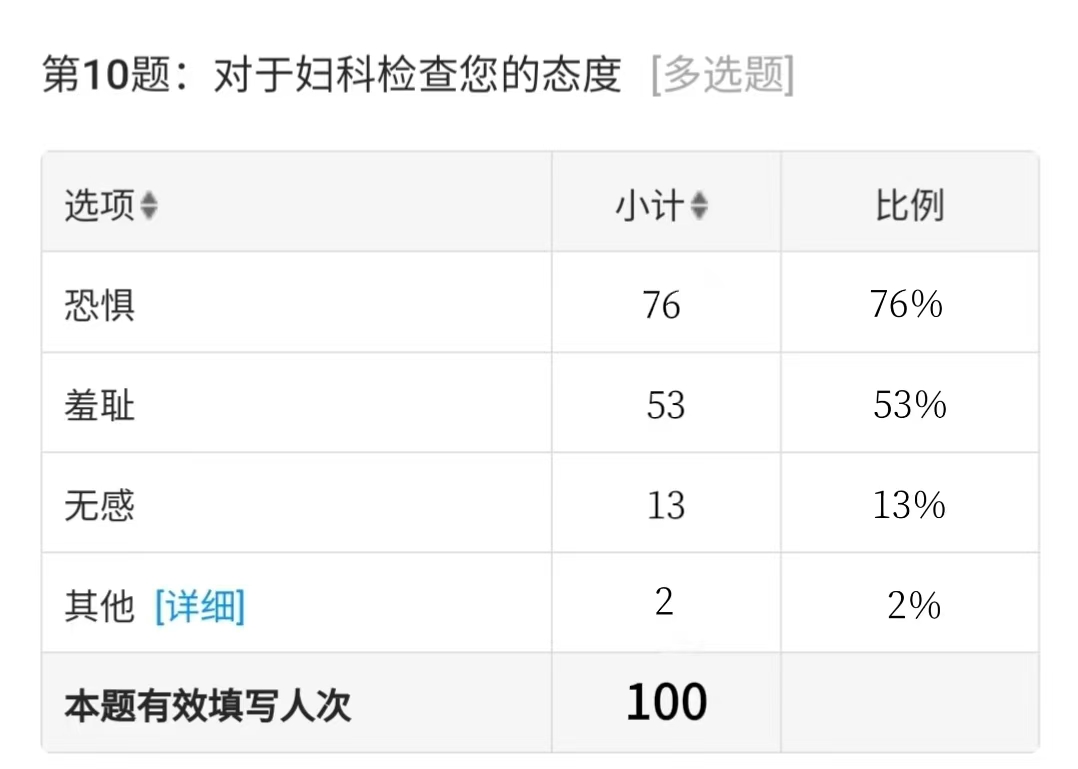 第10题：对于妇科检查您的态度 [多选题]
选项 小计 比例
恐惧 76 76%
羞耻 53 53%
无感 13 13%
其他 [详细] 2 2%
本题有效填写人次 100